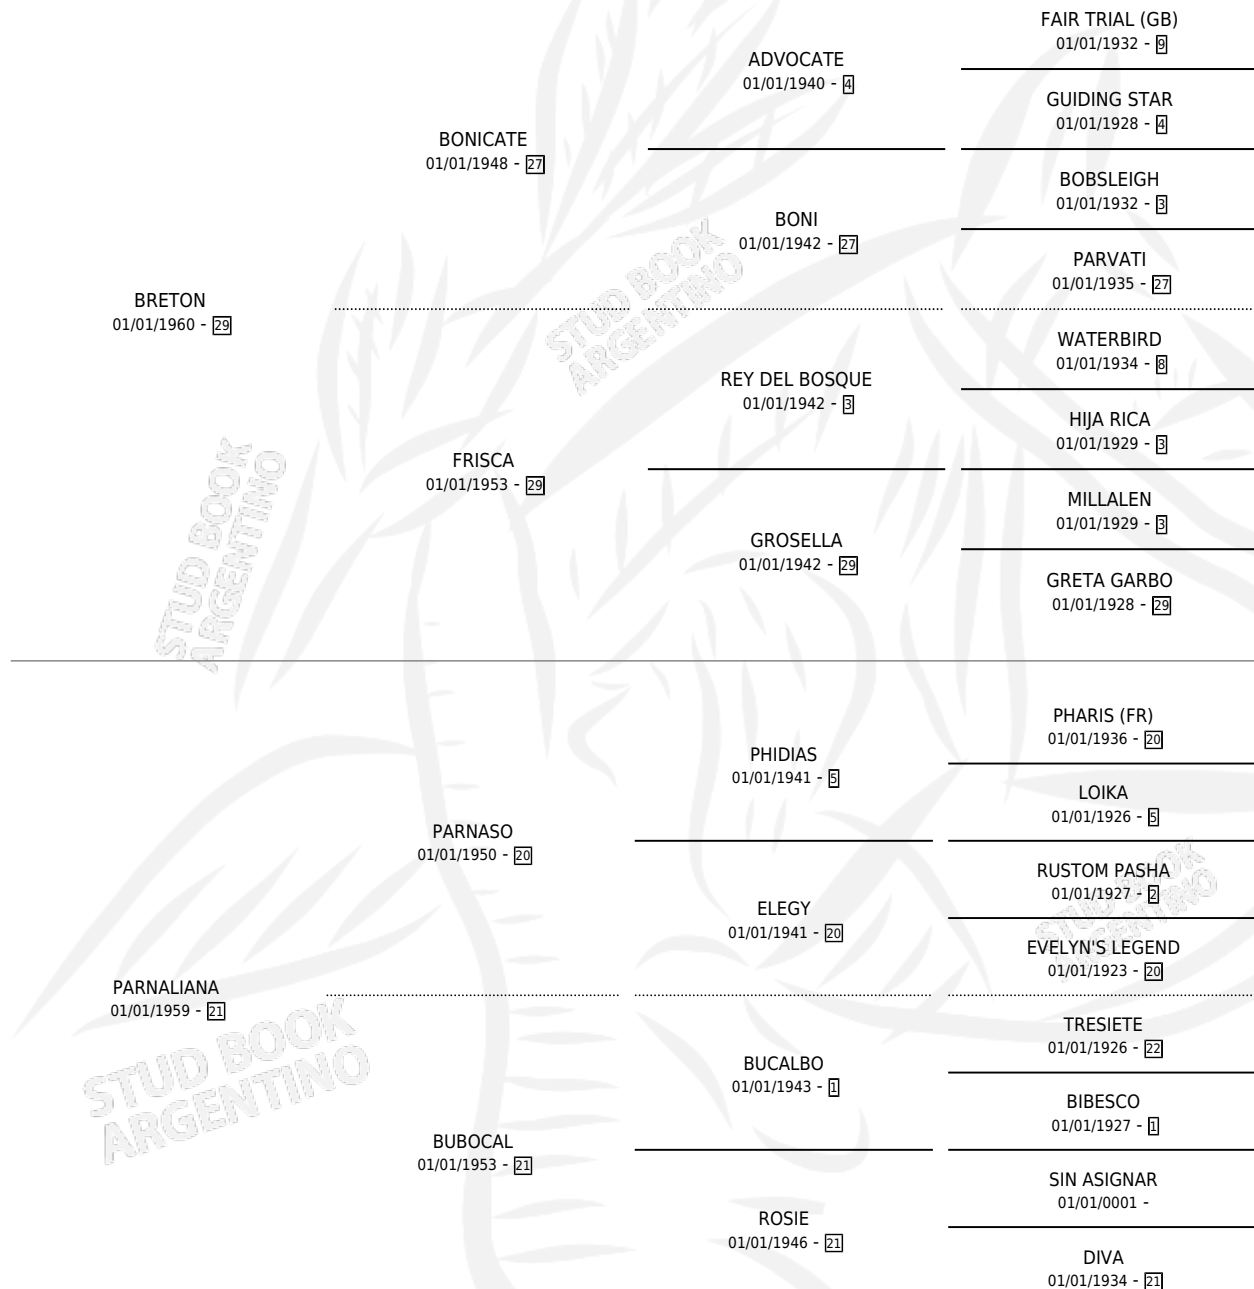 FAIR TRIAL (GB)
01/01/1932 - 9
ADVOCATE
01/01/1940 - 4
GUIDING STAR
01/01/1928 - 4
BONICATE
01/01/1948 - 27
BOBSLEIGH
01/01/1932 - 3
BONI
01/01/1942 - 27
PARVATI
01/01/1935 - 27
BRETON
01/01/1960 - 29
STUD BOOK
ARGENTINO
WATERBIRD
01/01/1934 - 8
REY DEL BOSQUE
01/01/1942 - 3
HIJA RICA
01/01/1929 - 3
FRISCA
01/01/1953 - 29
MILLALEN
01/01/1929 - 3
GROSELLA
01/01/1942 - 29
GRETA GARBO
01/01/1928 - 29
STUD BOOK
ARGENTINO
PHARIS (FR)
01/01/1936 - 20
PHIDIAS
01/01/1941 - 5
LOIKA
01/01/1926 - 5
PARNASO
01/01/1950 - 20
RUSTOM PASHA
01/01/1927 - 2
ELEGY
01/01/1941 - 20
EVELYN'S LEGEND
01/01/1923 - 20
STUD BOOK
ARGENTINO
PARNALIANA
01/01/1959 - 21
TRESIETE
01/01/1926 - 22
BUCALBO
01/01/1943 - 1
BIBESCO
01/01/1927 - 1
STUD BOOK
ARGENTINO
BUBOCAL
01/01/1953 - 21
SIN ASIGNAR
01/01/0001 -
ROSIE
01/01/1946 - 21
DIVA
01/01/1934 - 21